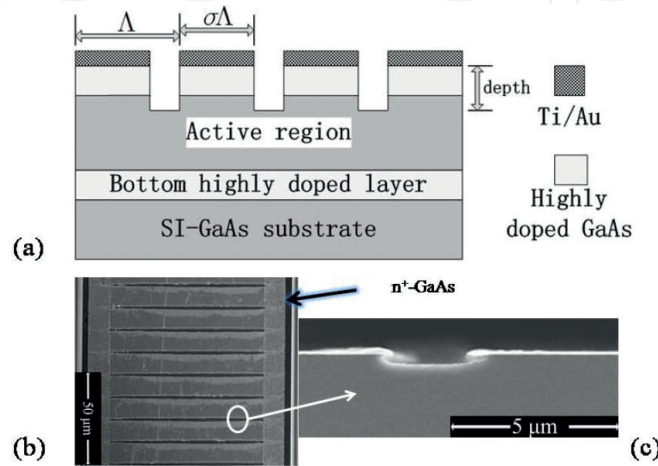 Λ
σΛ
depth
Active region
Ti/Au
Bottom highly doped layer
Highly
doped GaAs
SI-GaAs substrate
(a)
n⁺-GaAs
50 μm
5 μm
(b)
(c)